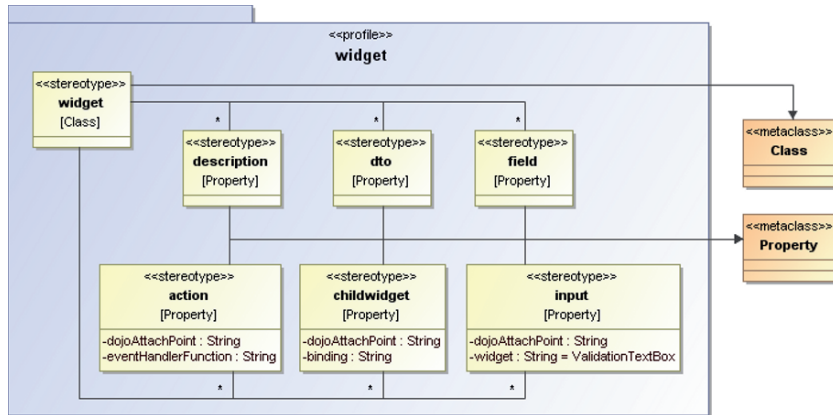 <<profile>>
widget
<<stereotype>>
widget
[Class]
*
*
*
<<stereotype>>
description
[Property]
<<stereotype>>
dto
[Property]
<<stereotype>>
field
[Property]
<<metaclass>>
Class
<<metaclass>>
Property
<<stereotype>>
action
[Property]
-dojoAttachPoint : String
-eventHandlerFunction : String
<<stereotype>>
childwidget
[Property]
-dojoAttachPoint : String
-binding : String
<<stereotype>>
input
[Property]
-dojoAttachPoint : String
-widget : String = ValidationTextBox
*
*
*